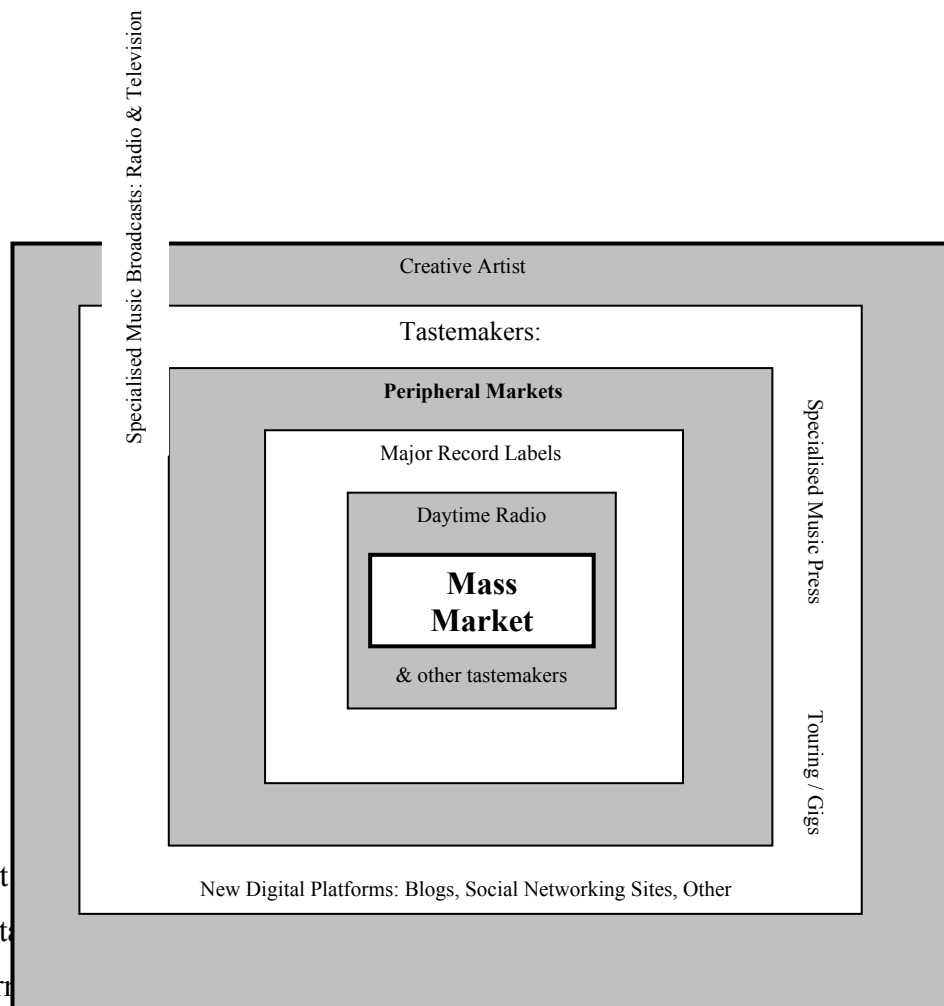 Specialised Music Broadcasts: Radio & Television
Creative Artist
Tastemakers:
Peripheral Markets
Major Record Labels
Daytime Radio
Mass
Market
& other tastemakers
Specialised Music Press
Touring / Gigs
New Digital Platforms: Blogs, Social Networking Sites, Other